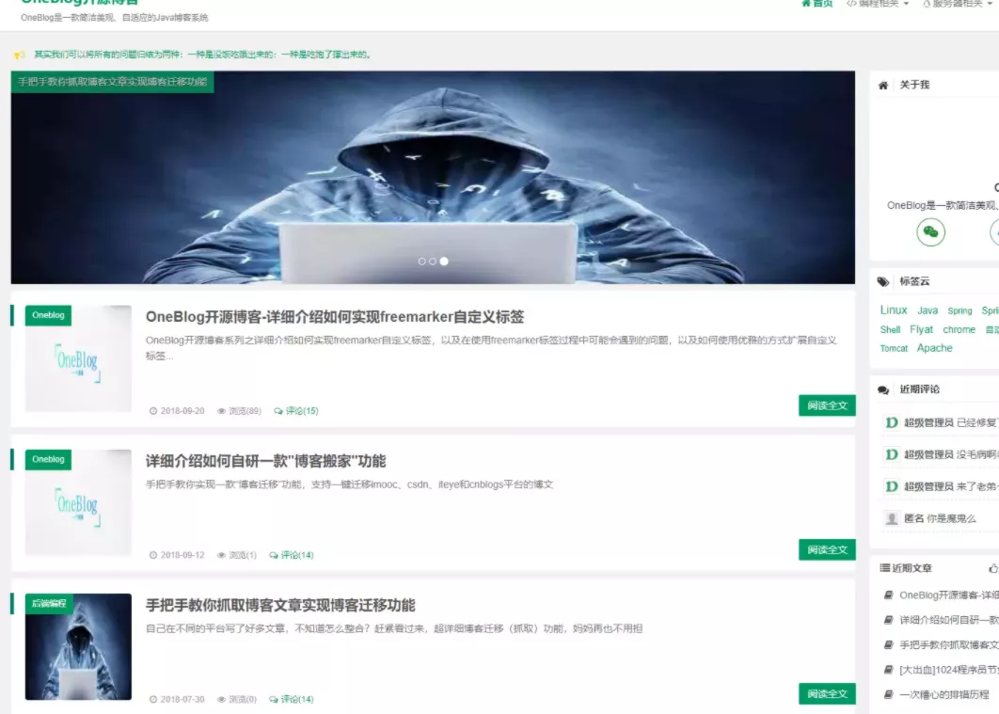 OneBlog开源博客
OneBlog是一款简洁美观、自适应的Java博客系统
首页 编程相关 服务器相关
其实我们可以将所有的问题归结为两种：一种是没饭吃饿出来的；一种是吃饱了撑出来的。
手把手教你抓取博客文章实现博客迁移功能
关于我
OneBlog是一款简洁美观、
标签云
Linux Java Spring Spri
Shell Flyat chrome
Tomcat Apache
Oneblog
OneBlog
OneBlog开源博客-详细介绍如何实现freemarker自定义标签
OneBlog开源博客系列之详细介绍如何实现freemarker自定义标签，以及在使用freemarker标签过程中可能会遇到的问题，以及如何使用优雅的方式扩展自定义
标签...
2018-09-20 浏览(89) 评论(15)
阅读全文
近期评论
超级管理员 已经修复
超级管理员 没毛病啊
超级管理员 来了老弟
匿名 你是魔鬼么
Oneblog
OneBlog
详细介绍如何自研一款"博客搬家"功能
手把手教你实现一款"博客迁移"功能，支持一键迁移imooc、csdn、iteye和cnblogs平台的博文
2018-09-12 浏览(1) 评论(14)
阅读全文
近期文章
OneBlog开源博客-详细
详细介绍如何自研一款
手把手教你抓取博客文
[大出血]1024程序员节
一次糟心的排错历程
后端编程
手把手教你抓取博客文章实现博客迁移功能
自己在不同的平台写了好多文章，不知道怎么整合？赶紧看过来，超详细博客迁移（抓取）功能，妈妈再也不用担
2018-07-30 浏览(0) 评论(14)
阅读全文